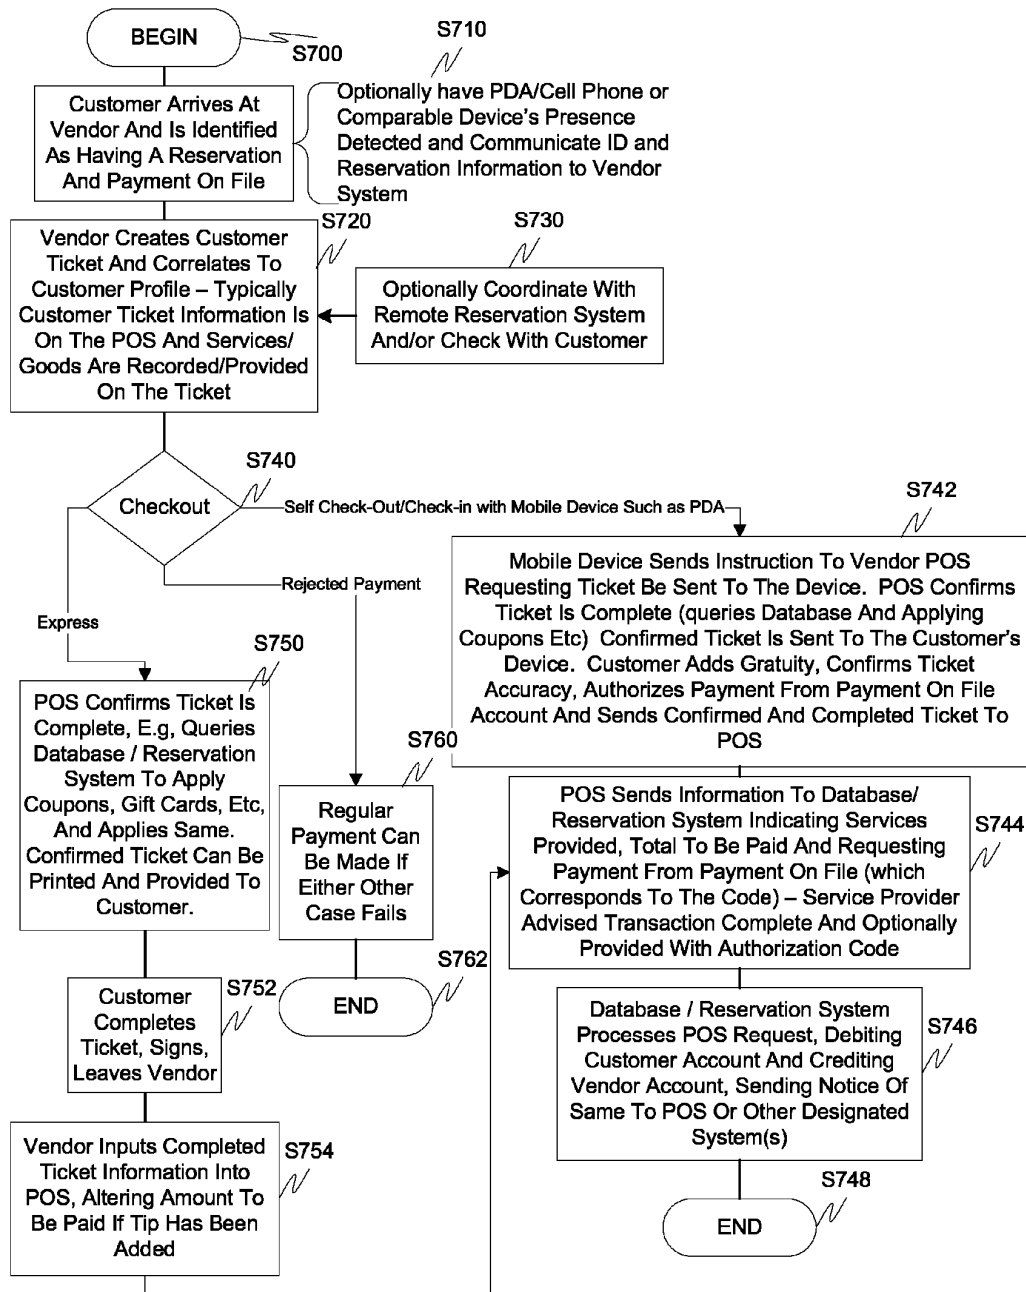 BEGIN
S700
S710
Customer Arrives At
Vendor And Is Identified
As Having A Reservation
And Payment On File
Optionally have PDA/Cell Phone or
Comparable Device's Presence
Detected and Communicate ID and
Reservation Information to Vendor
System
S720
Vendor Creates Customer
Ticket And Correlates To
Customer Profile – Typically
Customer Ticket Information Is
On The POS And Services/
Goods Are Recorded/Provided
On The Ticket
S730
Optionally Coordinate With
Remote Reservation System
And/or Check With Customer
S740
Checkout
Self Check-Out/Check-in with Mobile Device Such as PDA
Rejected Payment
Express
S742
Mobile Device Sends Instruction To Vendor POS
Requesting Ticket Be Sent To The Device. POS Confirms
Ticket Is Complete (queries Database And Applying
Coupons Etc) Confirmed Ticket Is Sent To The Customer's
Device. Customer Adds Gratuity, Confirms Ticket
Accuracy, Authorizes Payment From Payment On File
Account And Sends Confirmed And Completed Ticket To
POS
S750
POS Confirms Ticket Is
Complete, E.g, Queries
Database / Reservation
System To Apply
Coupons, Gift Cards, Etc,
And Applies Same.
Confirmed Ticket Can Be
Printed And Provided To
Customer.
S760
Regular
Payment Can
Be Made If
Either Other
Case Fails
S762
END
S744
POS Sends Information To Database/
Reservation System Indicating Services
Provided, Total To Be Paid And Requesting
Payment From Payment On File (which
Corresponds To The Code) – Service Provider
Advised Transaction Complete And Optionally
Provided With Authorization Code
S752
Customer
Completes
Ticket, Signs,
Leaves Vendor
S746
Database / Reservation System
Processes POS Request, Debiting
Customer Account And Crediting
Vendor Account, Sending Notice Of
Same To POS Or Other Designated
System(s)
S754
Vendor Inputs Completed
Ticket Information Into
POS, Altering Amount To
Be Paid If Tip Has Been
Added
S748
END